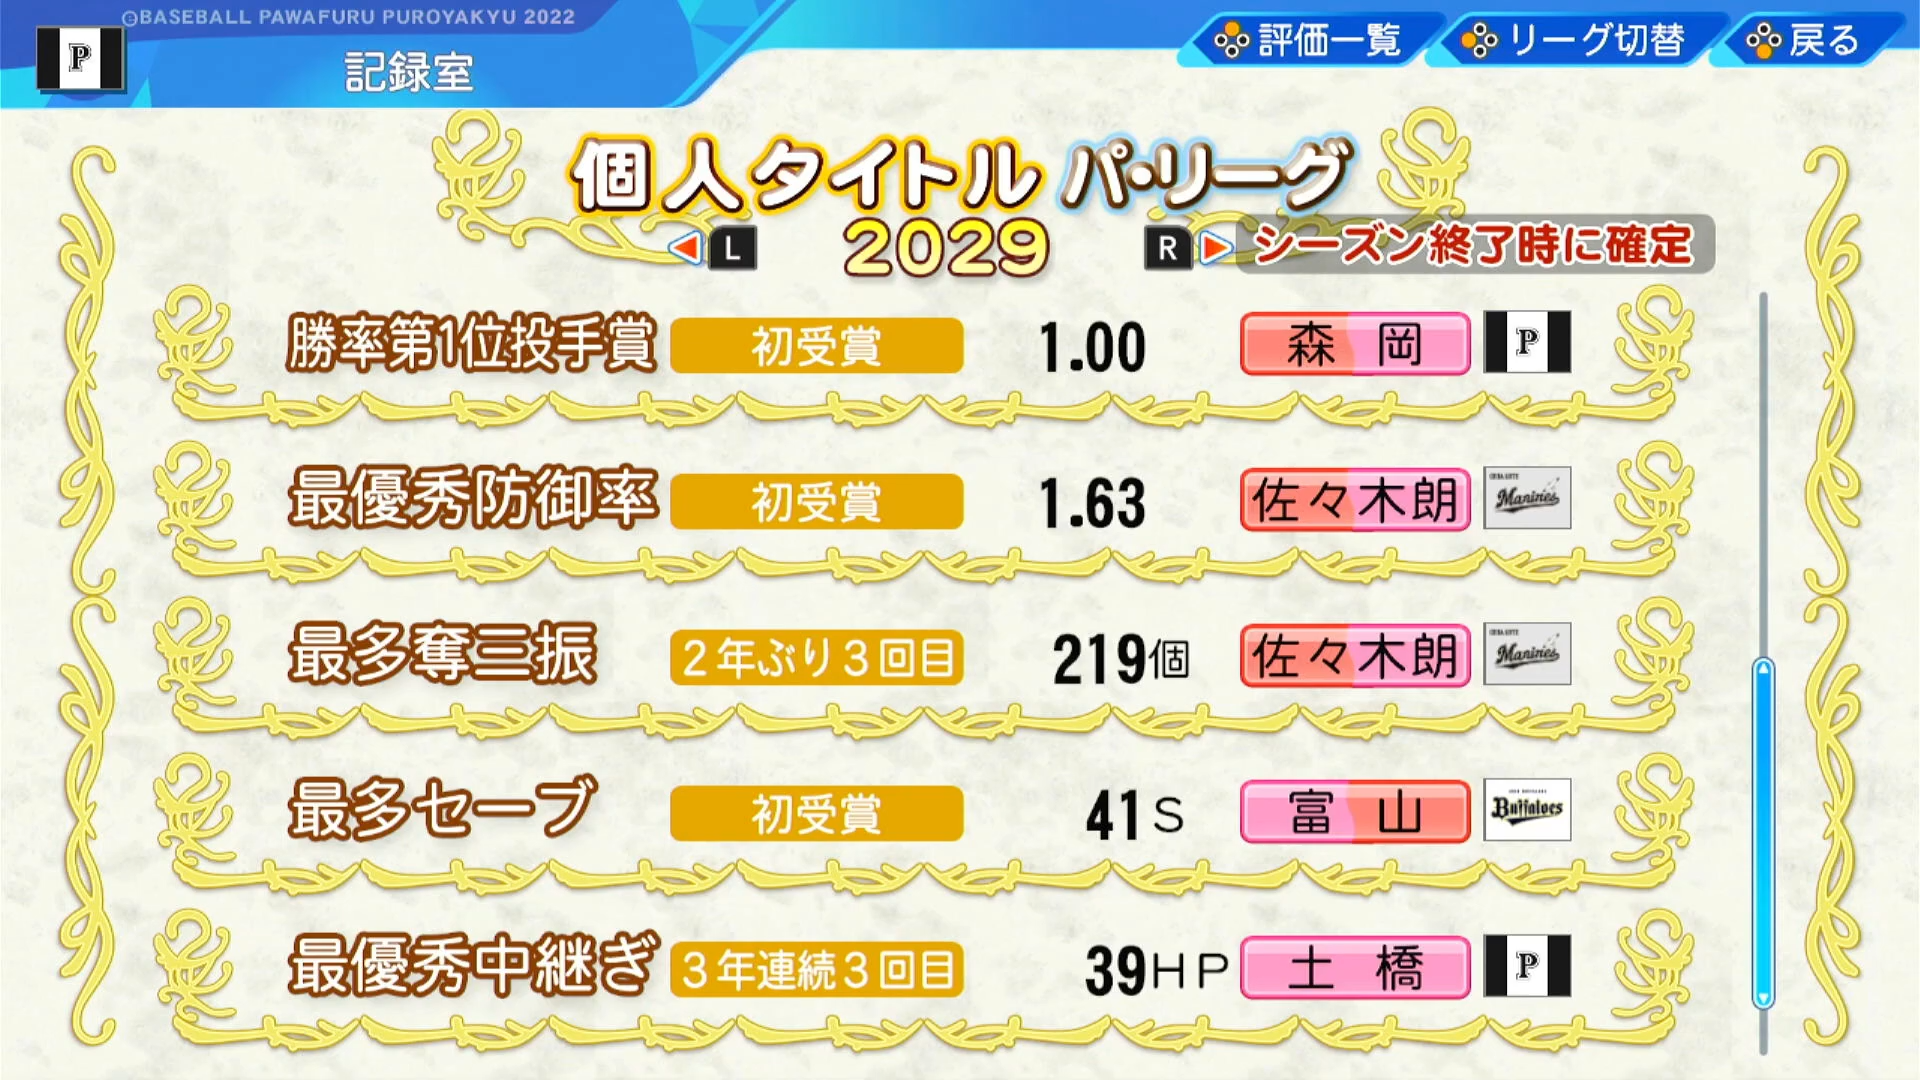 ©BASEBALL PAWAFURU PUROYAKYU 2022
P
記録室
評価一覧
リーグ切替
戻る
個人タイトル パ・リーグ
L 2029 R シーズン終了時に確定
勝率第1位投手賞 初受賞 1.00 森岡 P
最優秀防御率 初受賞 1.63 佐々木朗 Marines
最多奪三振 2年ぶり3回目 219個 佐々木朗 Marines
最多セーブ 初受賞 41S 富山 Buffaloes
最優秀中継ぎ 3年連続3回目 39HP 土橋 P